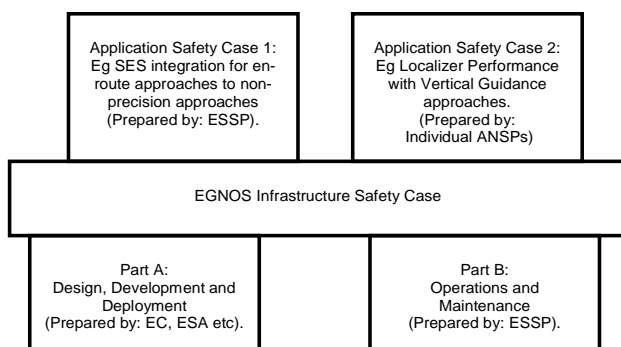 Application Safety Case 1:
Eg SES integration for en-
route approaches to non-
precision approaches
(Prepared by: ESSP).
Application Safety Case 2:
Eg Localizer Performance
with Vertical Guidance
approaches.
(Prepared by:
Individual ANSPs)
EGNOS Infrastructure Safety Case
Part A:
Design, Development and
Deployment
(Prepared by: EC, ESA etc).
Part B:
Operations and
Maintenance
(Prepared by: ESSP).